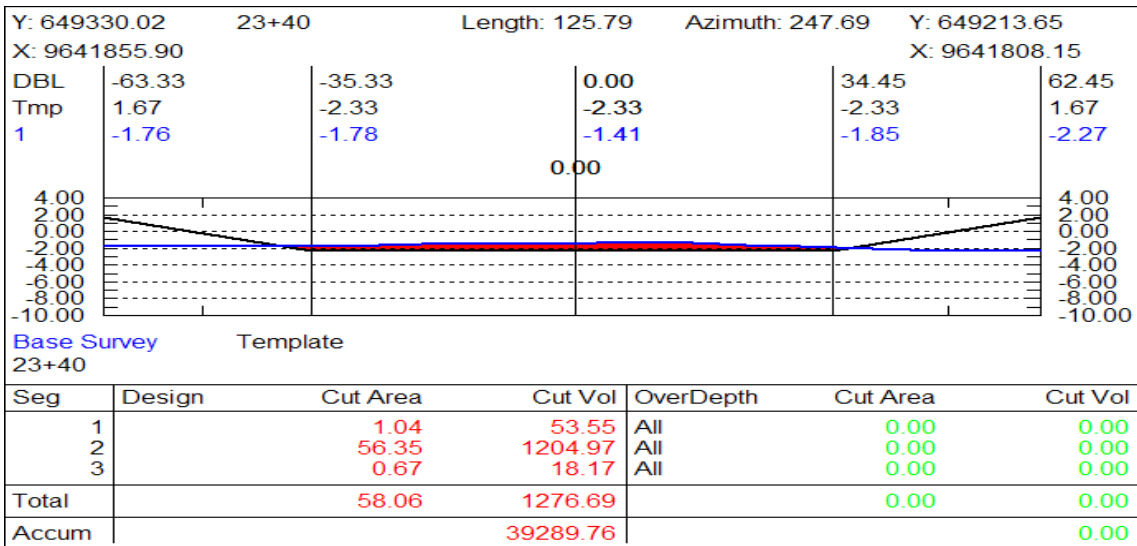 Y: 649330.02 23+40 Length: 125.79 Azimuth: 247.69 Y: 649213.65
X: 9641855.90 X: 9641808.15
DBL -63.33 -35.33 0.00 34.45 62.45
Tmp 1.67 -2.33 -2.33 -2.33 1.67
1 -1.76 -1.78 -1.41 -1.85 -2.27
0.00
4.00 4.00
2.00 2.00
0.00 0.00
-2.00 -2.00
-4.00 -4.00
-6.00 -6.00
-8.00 -8.00
-10.00 -10.00
Base Survey Template
23+40
Seg Design Cut Area Cut Vol OverDepth Cut Area Cut Vol
1 1.04 53.55 All 0.00 0.00
2 56.35 1204.97 All 0.00 0.00
3 0.67 18.17 All 0.00 0.00
Total 58.06 1276.69 0.00 0.00
Accum 39289.76 0.00